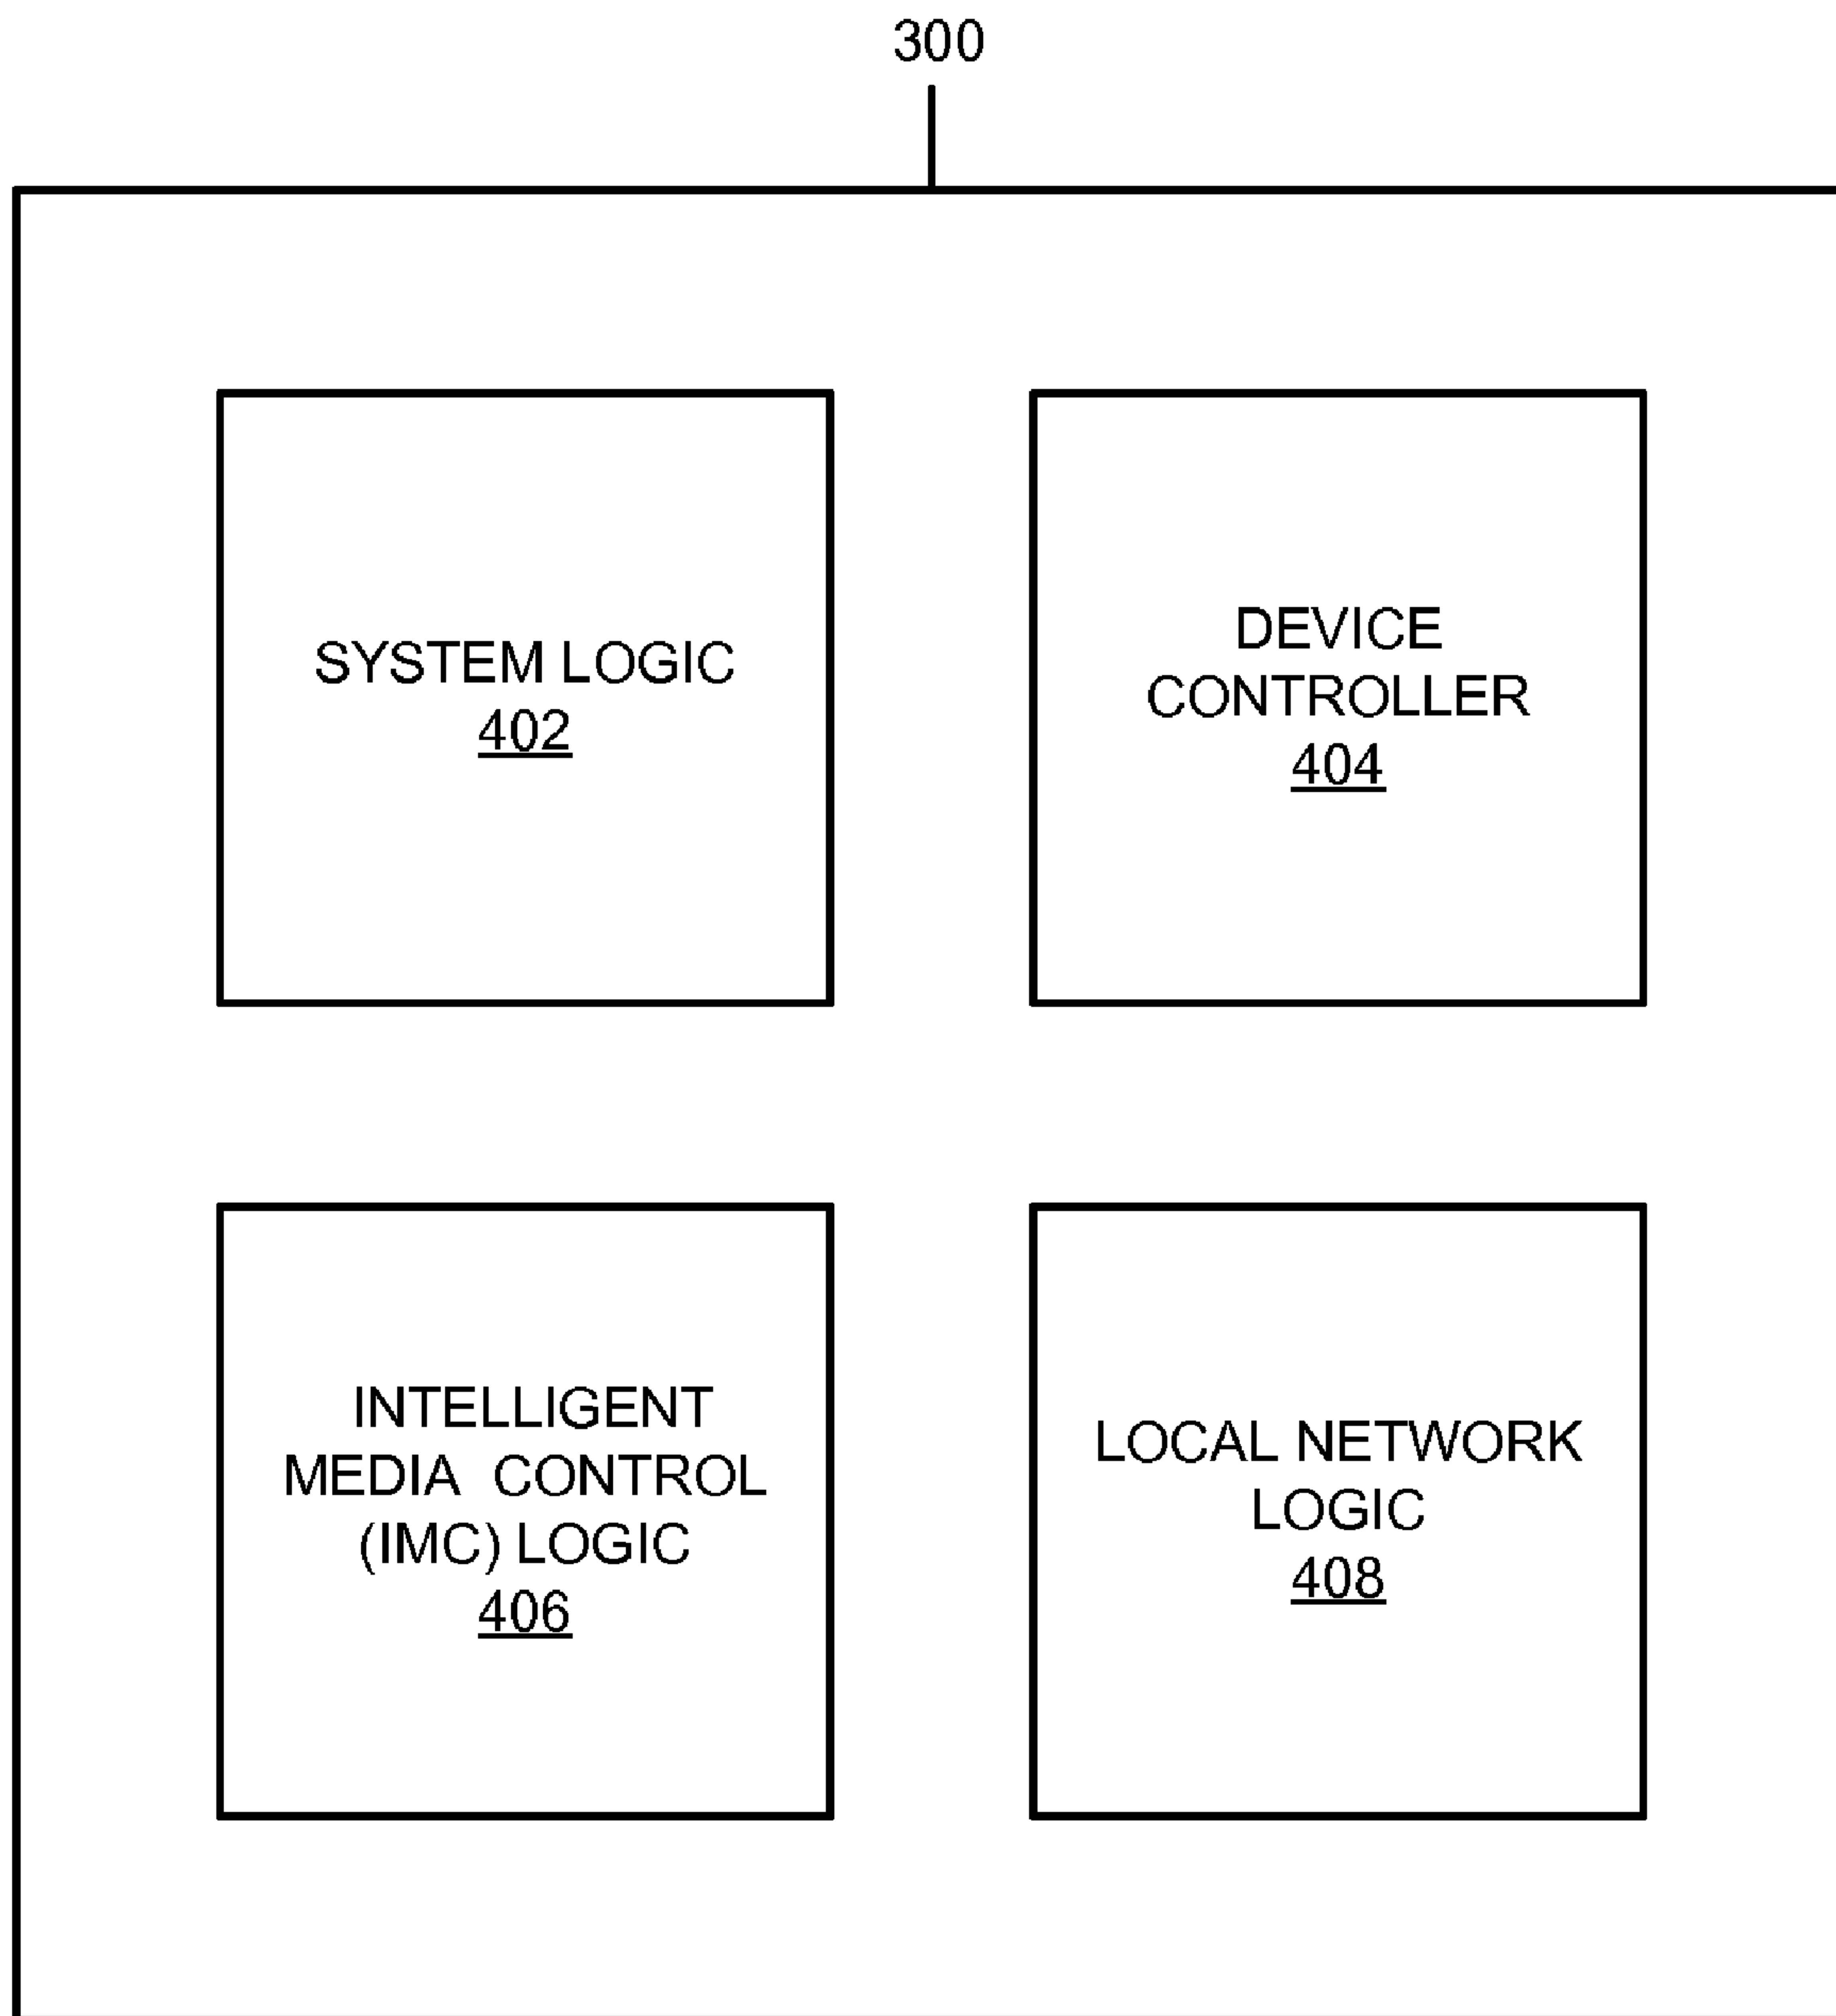 300
SYSTEM LOGIC
402
DEVICE
CONTROLLER
404
INTELLIGENT
MEDIA CONTROL
(IMC) LOGIC
406
LOCAL NETWORK
LOGIC
408